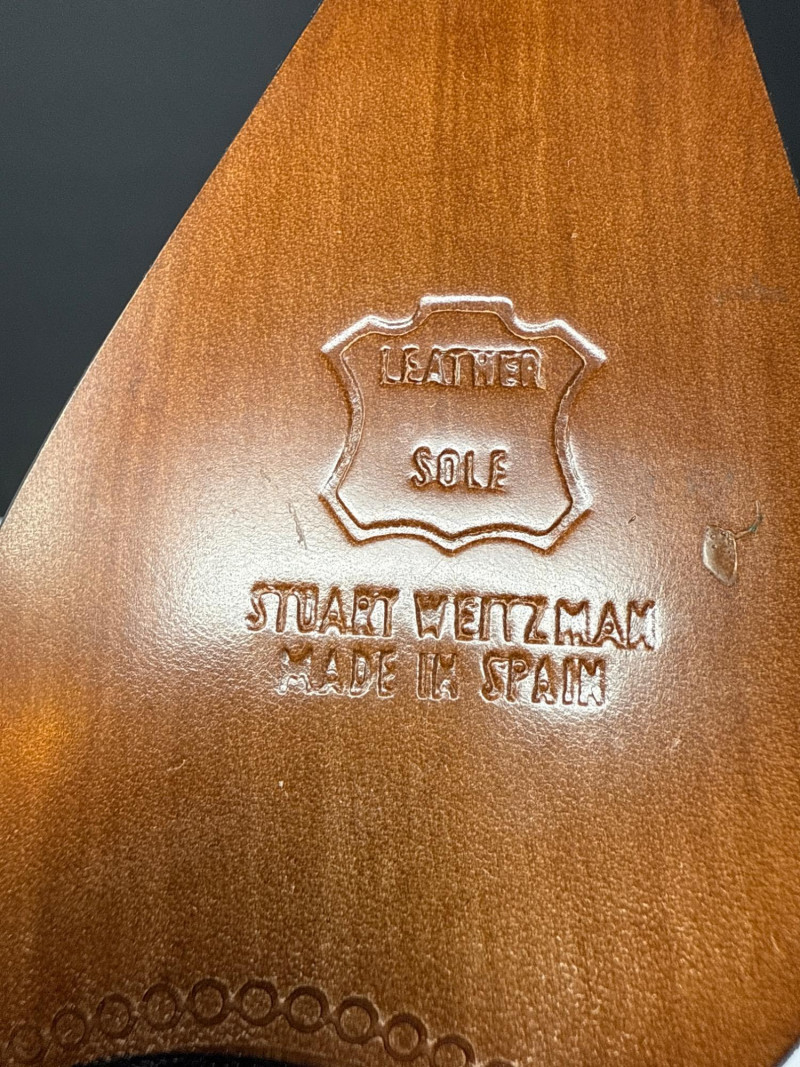 LEATHER
SOLE
STUART WEITZMAN
MADE IN SPAIN